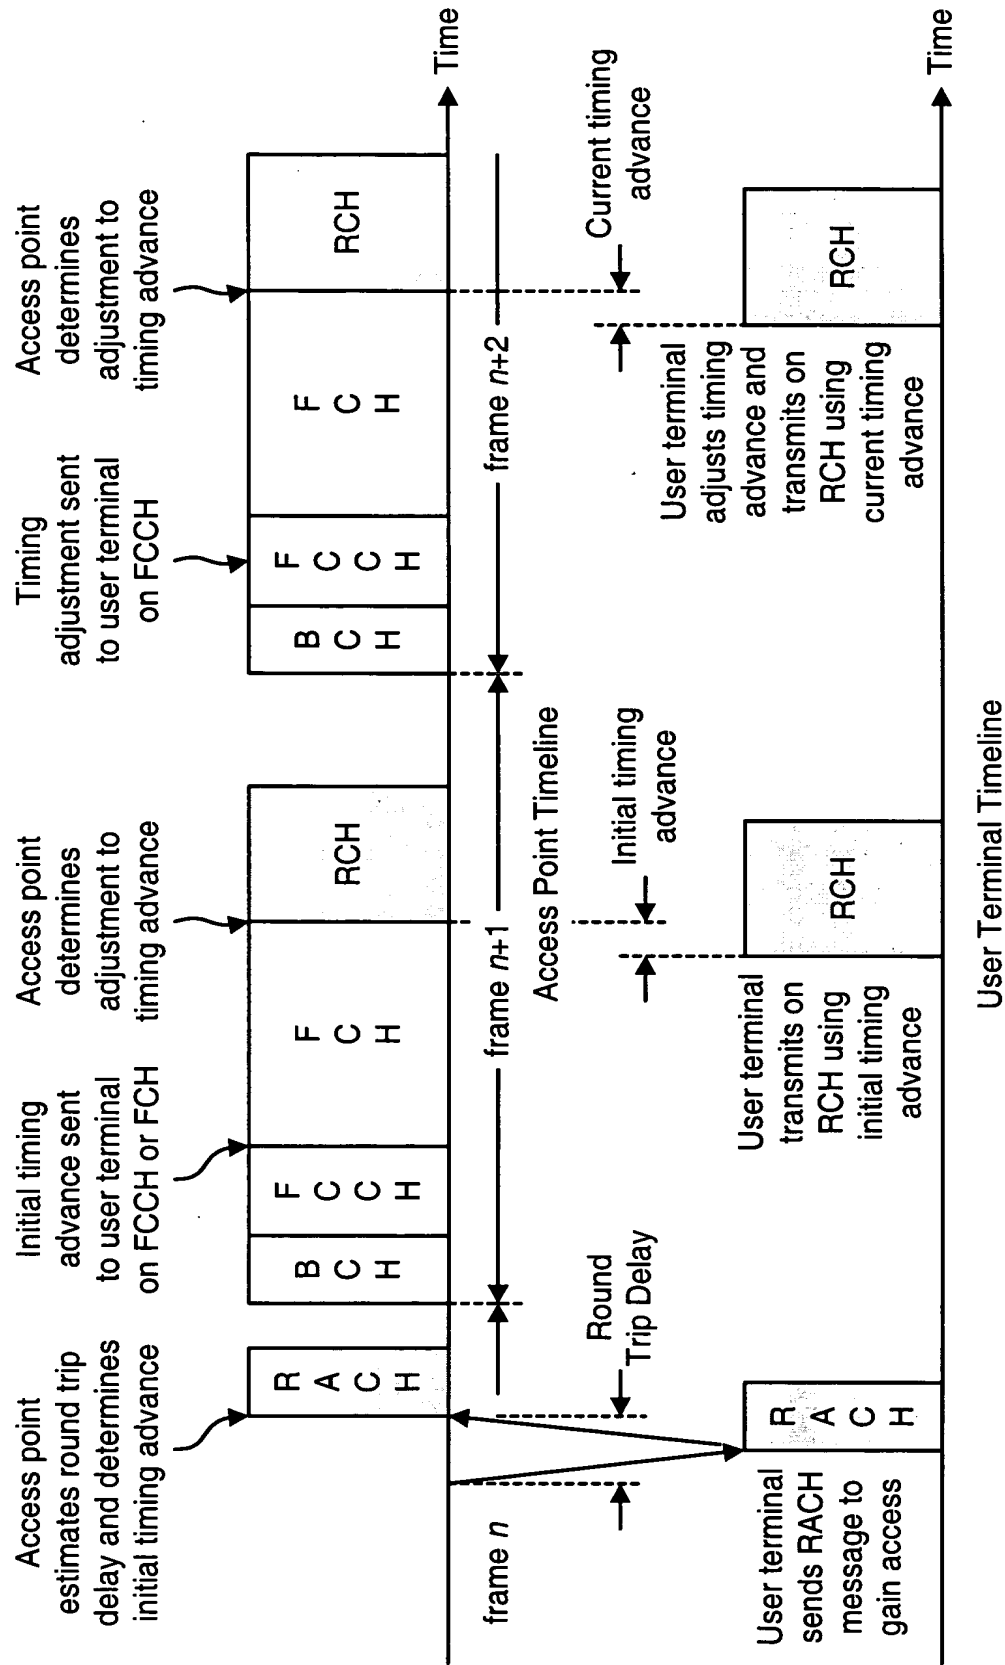 Access point
estimates round trip
delay and determines
initial timing advance
Initial timing
advance sent
to user terminal
on FCCH or FCH
Access point
determines
adjustment to
timing advance
Timing
adjustment sent
to user terminal
on FCCH
Access point
determines
adjustment to
timing advance
R
A
C
H
B
C
H
F
C
C
H
F
C
H
RCH
B
C
H
F
C
C
H
F
C
H
RCH
Time
frame n
frame n+1
frame n+2
Access Point Timeline
Round
Trip Delay
Initial timing
advance
Current timing
advance
User terminal
sends RACH
message to
gain access
R
A
C
H
User terminal
transmits on
RCH using
initial timing
advance
RCH
User terminal
adjusts timing
advance and
transmits on
RCH using
current timing
advance
RCH
Time
User Terminal Timeline